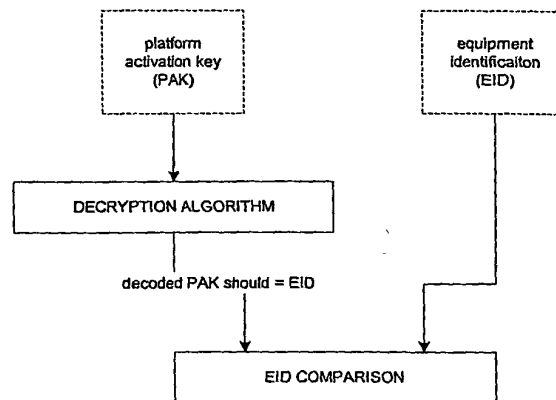 platform
activation key
(PAK)
equipment
identificaiton
(EID)
DECRYPTION ALGORITHM
decoded PAK should = EID
EID COMPARISON